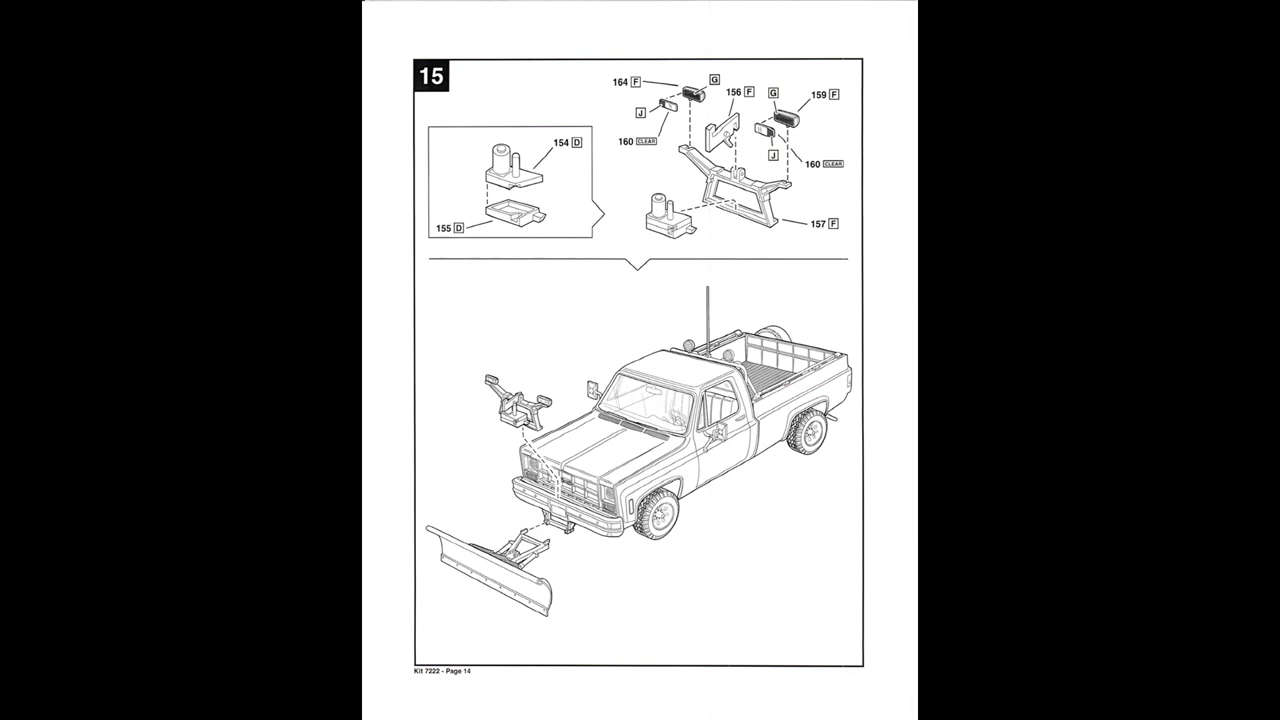 15
164 F
G
J
160 CLEAR
156 F
G
159 F
J
160 CLEAR
154 D
155 D
157 F
Kit 7222 - Page 14